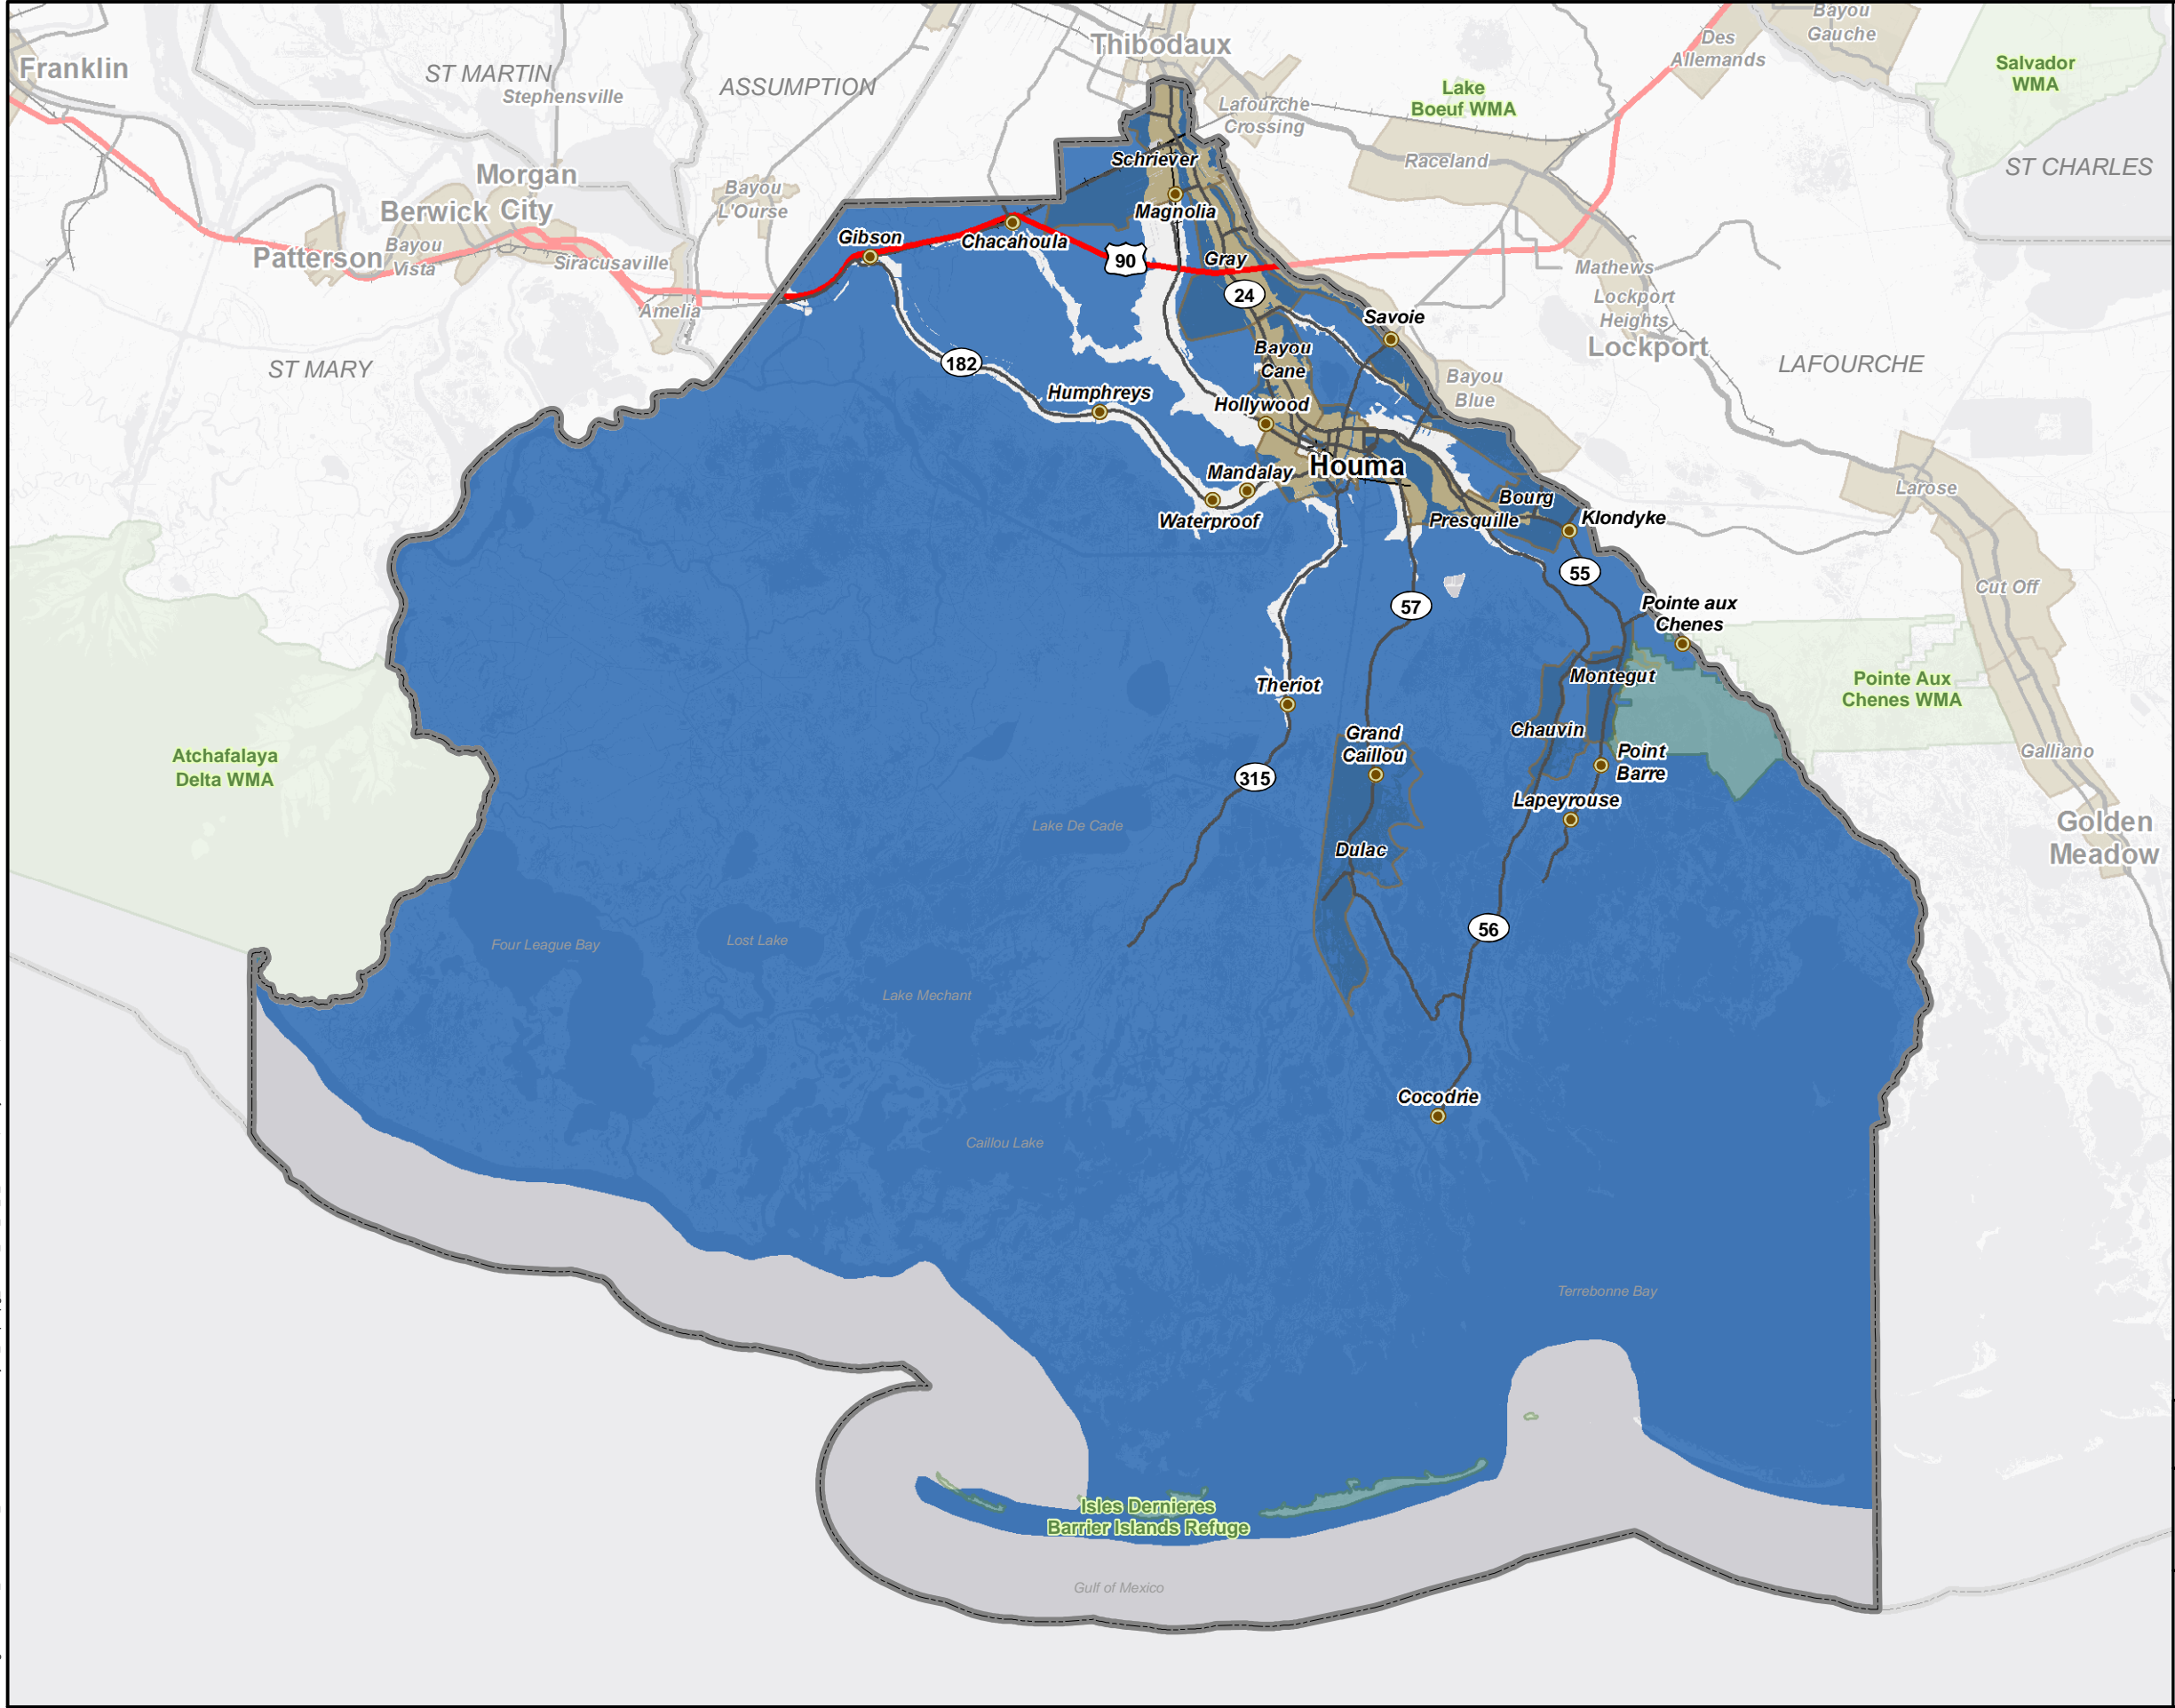 Franklin
ST MARTIN
Stephensville
ASSUMPTION
Thibodaux
Lafourche
Crossing
Lake
Boeuf WMA
Des
Allemands
Bayou
Gauche
Salvador
WMA
ST CHARLES
Raceland
Morgan
City
Berwick
Patterson
Bayou
Vista
Siracusaville
Amelia
Bayou
L'Ourse
Schriever
Magnolia
Gibson
Chacahoula
90
Gray
24
Mathews
Lockport
Heights
Lockport
LAFOURCHE
ST MARY
182
Savoie
Bayou
Cane
Bayou
Blue
Humphreys
Hollywood
Houma
Mandalay
Waterproof
Bourg
Presquille
Klondyke
Larose
55
57
Cut Off
Pointe aux
Chenes
Theriot
Montegut
Pointe Aux
Chenes WMA
Atchafalaya
Delta WMA
Grand
Caillou
Chauvin
Point
Barre
Galliano
315
Lapeyrouse
Lake De Cade
Dulac
Golden
Meadow
56
Four League Bay
Lost Lake
Lake Mechant
Cocodrie
Caillou Lake
Terrebonne Bay
Isles Dernieres
Barrier Islands Refuge
Gulf of Mexico